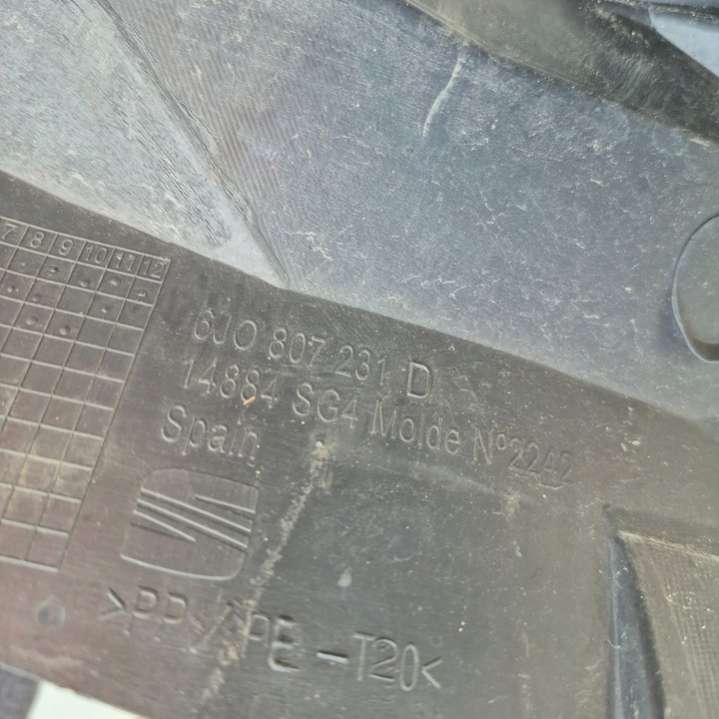 7 8 9 10 11 12
6J0 807 231 D
14884 SG4 Molde Nº2242
Spain
>PP/PE-T20<